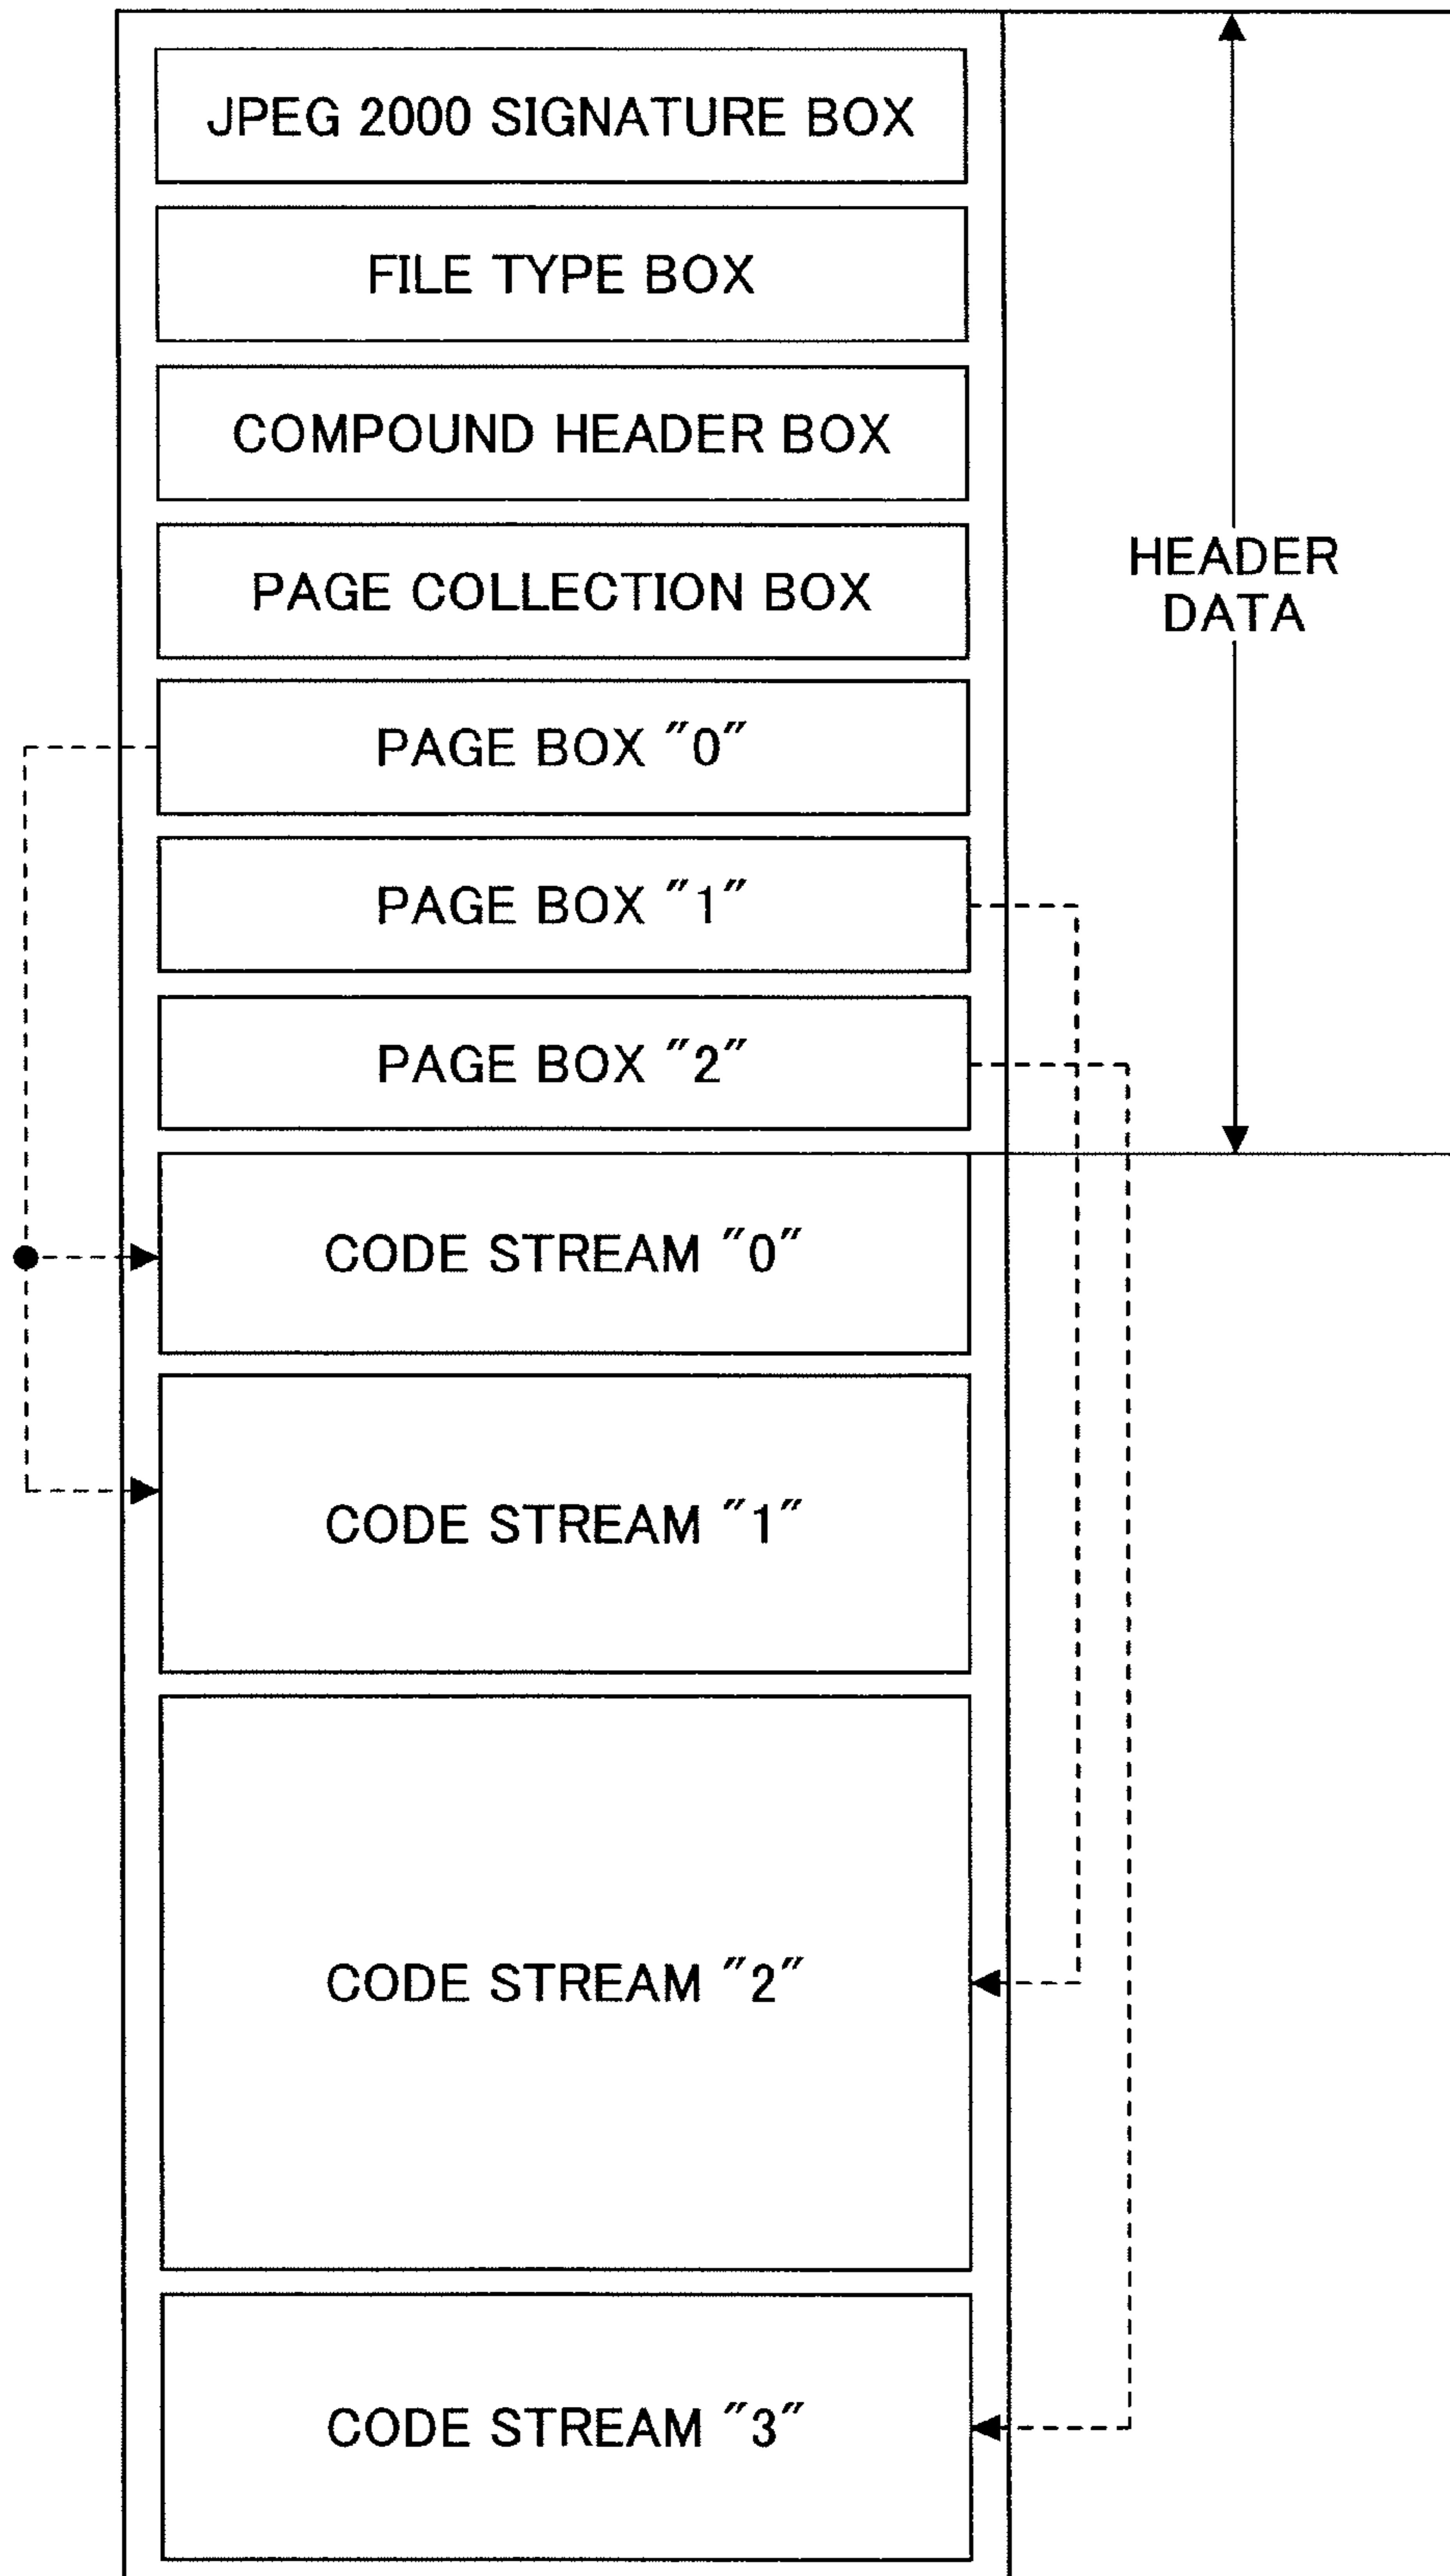 JPEG 2000 SIGNATURE BOX
FILE TYPE BOX
COMPOUND HEADER BOX
PAGE COLLECTION BOX
HEADER
DATA
PAGE BOX "0"
PAGE BOX "1"
PAGE BOX "2"
CODE STREAM "0"
CODE STREAM "1"
CODE STREAM "2"
CODE STREAM "3"